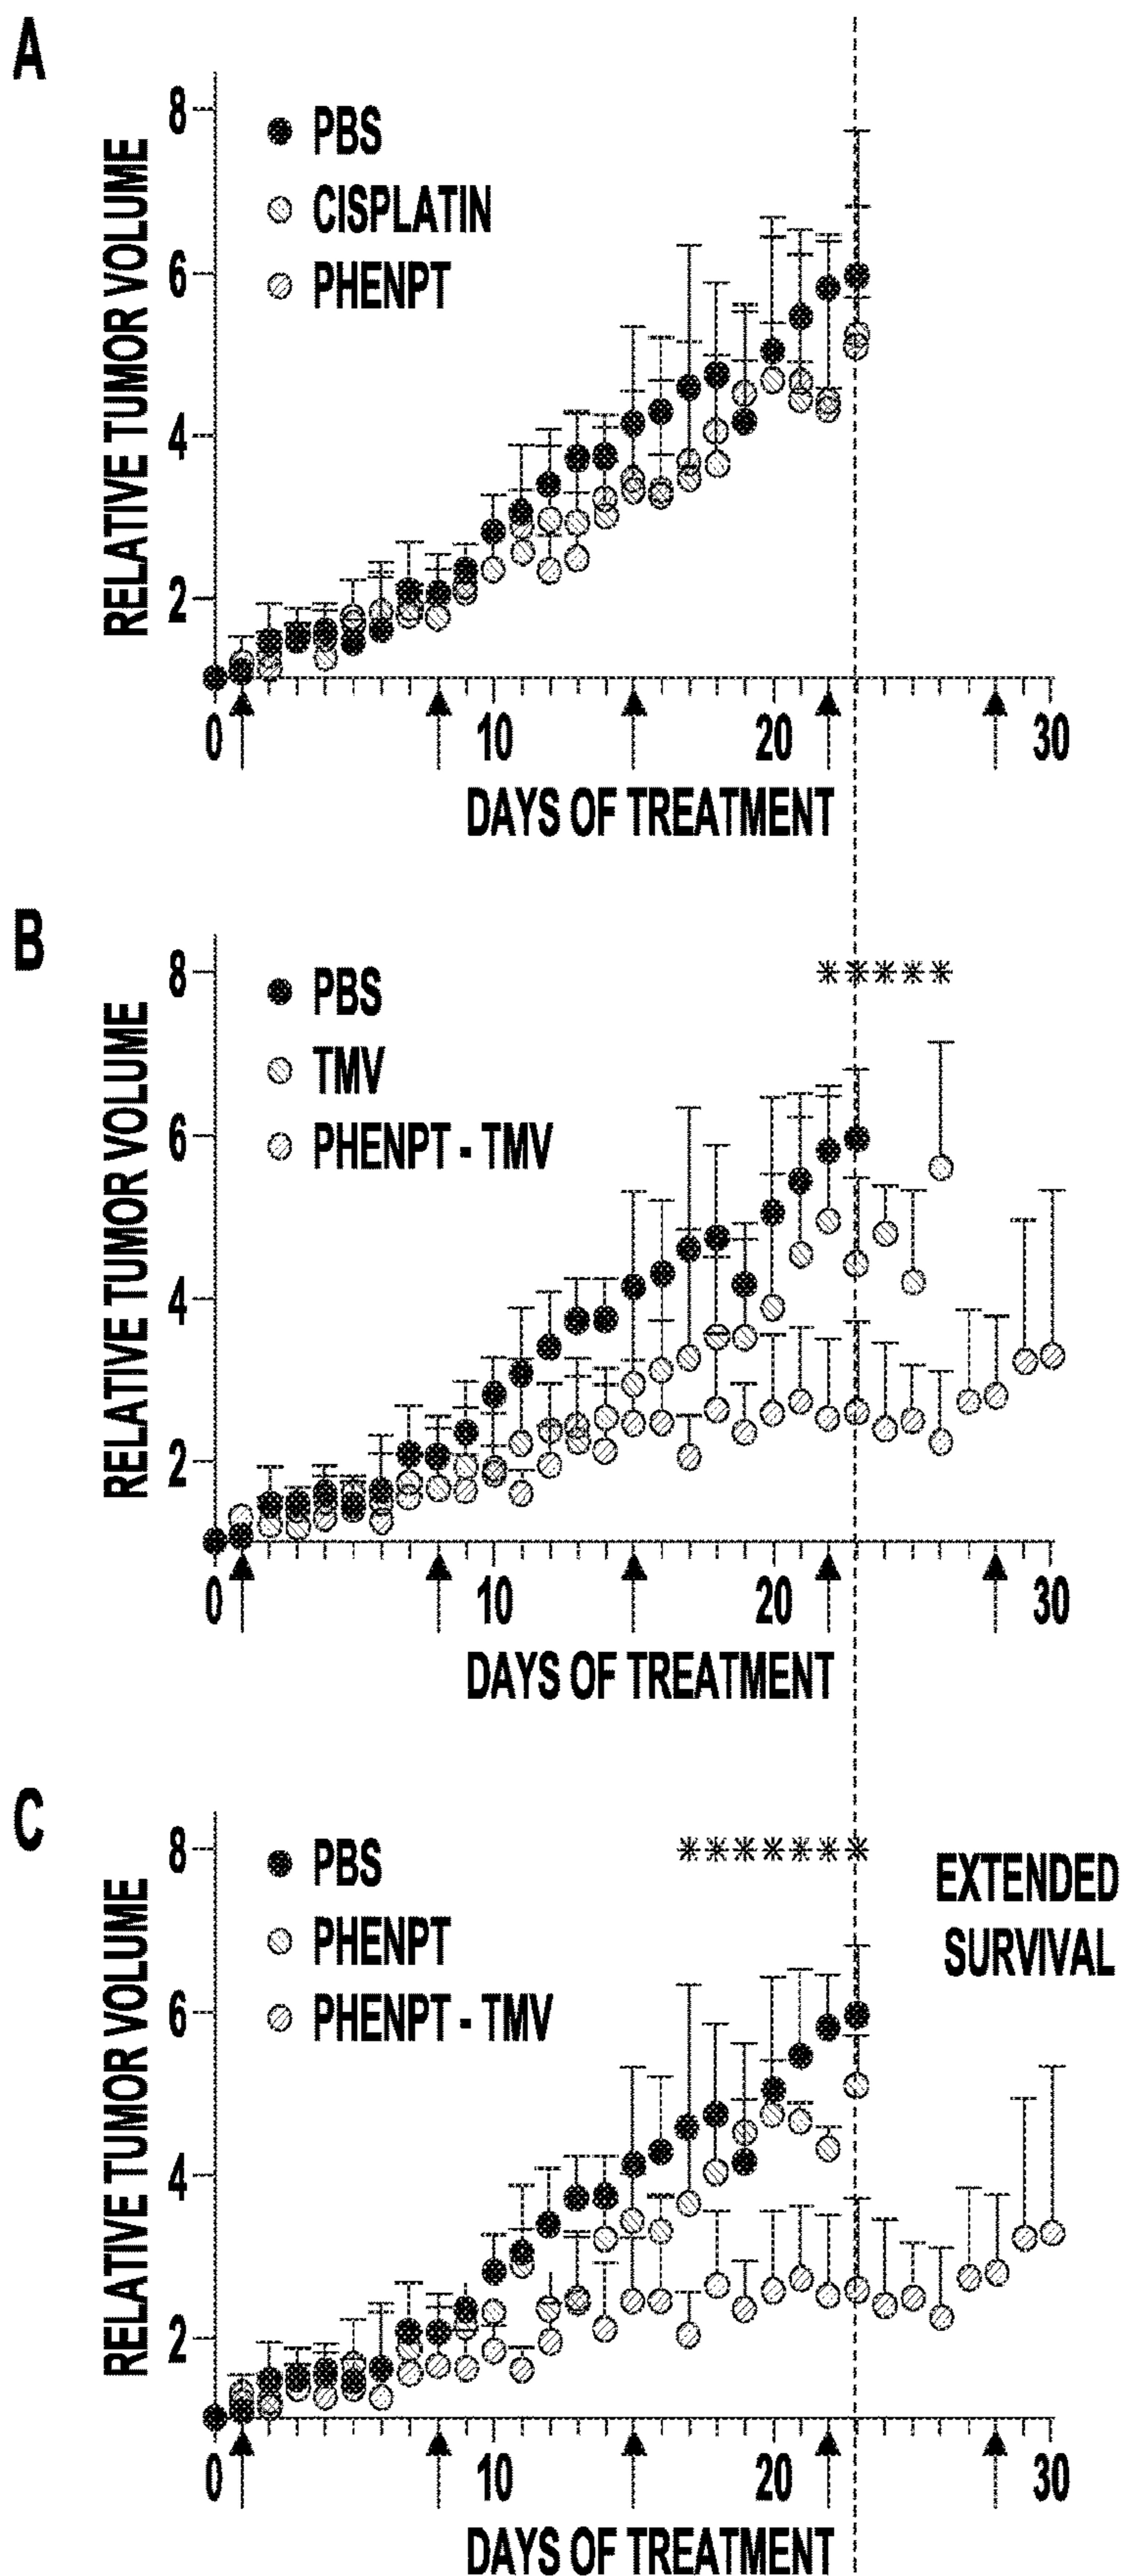 A
RELATIVE TUMOR VOLUME
8
6
4
2
PBS
CISPLATIN
PHENPT
0 10 20 30
DAYS OF TREATMENT
B
RELATIVE TUMOR VOLUME
8
6
4
2
PBS
TMV
PHENPT - TMV
* * * * *
0 10 20 30
DAYS OF TREATMENT
C
RELATIVE TUMOR VOLUME
8
6
4
2
PBS
PHENPT
PHENPT - TMV
* * * * * * *
EXTENDED
SURVIVAL
0 10 20 30
DAYS OF TREATMENT